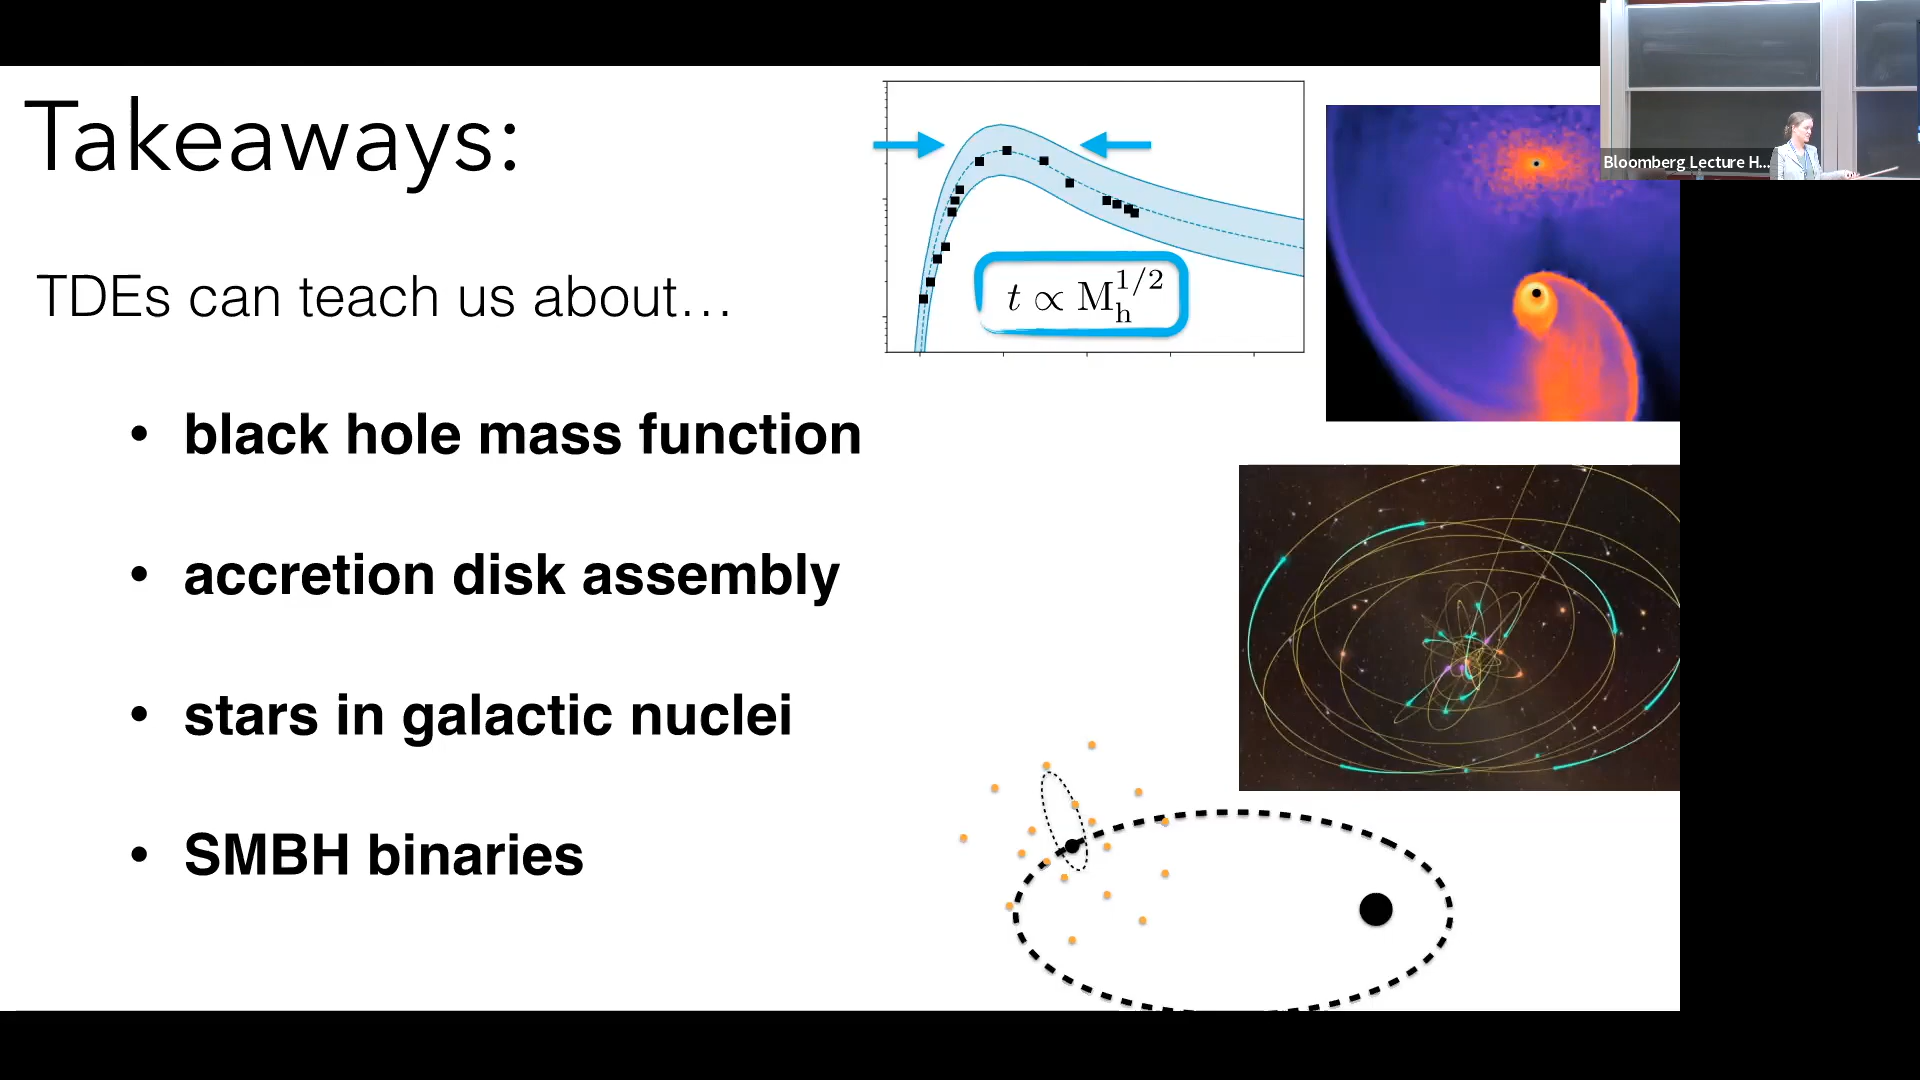 Takeaways:
TDEs can teach us about…
• black hole mass function
• accretion disk assembly
• stars in galactic nuclei
• SMBH binaries
t ∝ M_h^{1/2}
Bloomberg Lecture H...